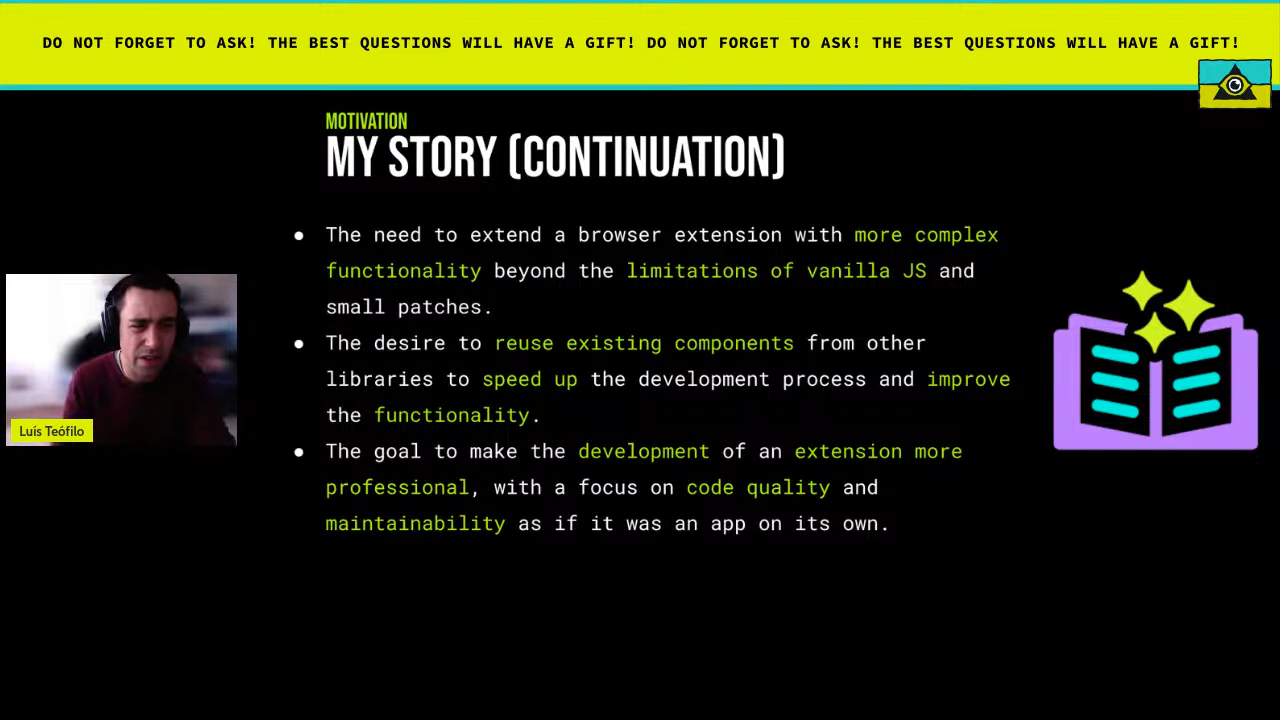 DO NOT FORGET TO ASK! THE BEST QUESTIONS WILL HAVE A GIFT! DO NOT FORGET TO ASK! THE BEST QUESTIONS WILL HAVE A GIFT!
MOTIVATION
MY STORY (CONTINUATION)
● The need to extend a browser extension with more complex
functionality beyond the limitations of vanilla JS and
small patches.
● The desire to reuse existing components from other
libraries to speed up the development process and improve
the functionality.
● The goal to make the development of an extension more
professional, with a focus on code quality and
maintainability as if it was an app on its own.
Luís Teófilo